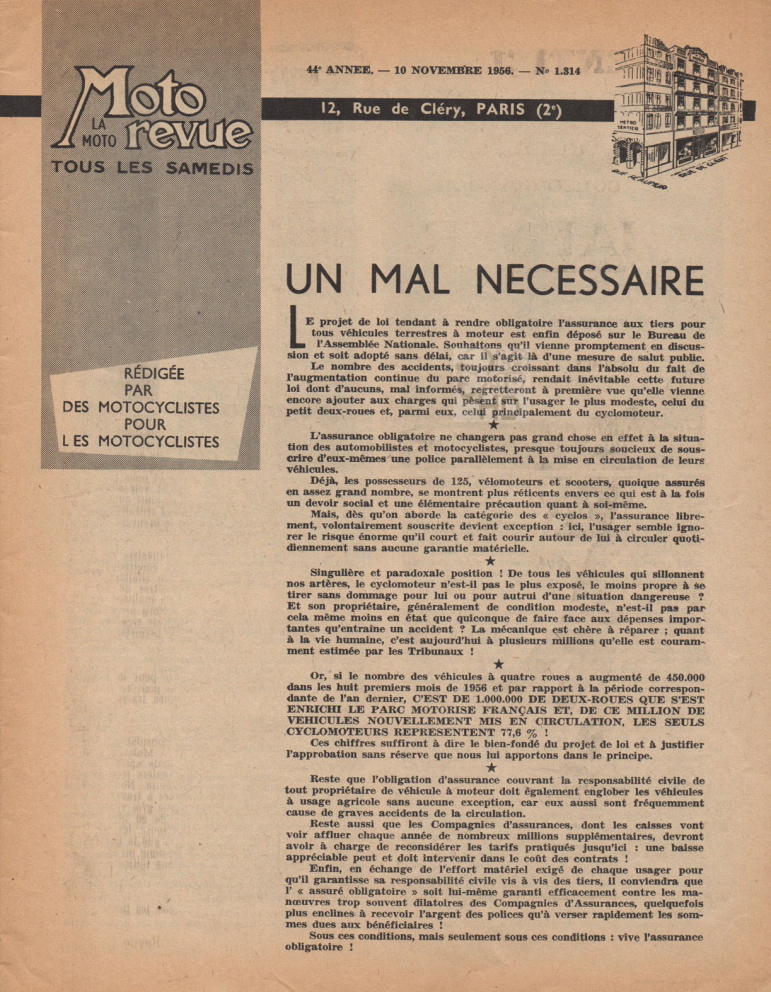 44e ANNEE. — 10 NOVEMBRE 1956. — No 1.314
12, Rue de Cléry, PARIS (2e)
Moto
LA
MOTO revue
TOUS LES SAMEDIS
METRO
SENTIER
RUE RÉAUMUR
RUE DE CLÉRY
RÉDIGÉE
PAR
DES MOTOCYCLISTES
POUR
LES MOTOCYCLISTES
UN MAL NECESSAIRE
LE projet de loi tendant à rendre obligatoire l'assurance aux tiers pour
tous véhicules terrestres à moteur est enfin déposé sur le Bureau de
l'Assemblée Nationale. Souhaitons qu'il vienne promptement en discus-
sion et soit adopté sans délai, car il s'agit là d'une mesure de salut public.
Le nombre des accidents, toujours croissant dans l'absolu du fait de
l'augmentation continue du parc motorisé, rendait inévitable cette future
loi dont d'aucuns, mal informés, regretteront à première vue qu'elle vienne
encore ajouter aux charges qui pèsent sur l'usager le plus modeste, celui du
petit deux-roues et, parmi eux, celui principalement du cyclomoteur.
★
L'assurance obligatoire ne changera pas grand chose en effet à la situa-
tion des automobilistes et motocyclistes, presque toujours soucieux de sous-
crire d'eux-mêmes une police parallèlement à la mise en circulation de leurs
véhicules.
Déjà, les possesseurs de 125, vélomoteurs et scooters, quoique assurés
en assez grand nombre, se montrent plus réticents envers ce qui est à la fois
un devoir social et une élémentaire précaution quant à soi-même.
Mais, dès qu'on aborde la catégorie des « cyclos », l'assurance libre-
ment, volontairement souscrite devient exception : ici, l'usager semble igno-
rer le risque énorme qu'il court et fait courir autour de lui à circuler quoti-
diennement sans aucune garantie matérielle.
★
Singulière et paradoxale position ! De tous les véhicules qui sillonnent
nos artères, le cyclomoteur n'est-il pas le plus exposé, le moins propre à se
tirer sans dommage pour lui ou pour autrui d'une situation dangereuse ?
Et son propriétaire, généralement de condition modeste, n'est-il pas par
cela même moins en état que quiconque de faire face aux dépenses impor-
tantes qu'entraîne un accident ? La mécanique est chère à réparer ; quant
à la vie humaine, c'est aujourd'hui à plusieurs millions qu'elle est couram-
ment estimée par les Tribunaux !
★
Or, si le nombre des véhicules à quatre roues a augmenté de 450.000
dans les huit premiers mois de 1956 et par rapport à la période correspon-
dante de l'an dernier, C'EST DE 1.000.000 DE DEUX-ROUES QUE S'EST
ENRICHI LE PARC MOTORISE FRANÇAIS ET, DE CE MILLION DE
VEHICULES NOUVELLEMENT MIS EN CIRCULATION, LES SEULS
CYCLOMOTEURS REPRESENTENT 77,6 % !
Ces chiffres suffiront à dire le bien-fondé du projet de loi et à justifier
l'approbation sans réserve que nous lui apportons dans le principe.
★
Reste que l'obligation d'assurance couvrant la responsabilité civile de
tout propriétaire de véhicule à moteur doit également englober les véhicules
à usage agricole sans aucune exception, car eux aussi sont fréquemment
cause de graves accidents de la circulation.
Reste aussi que les Compagnies d'assurances, dont les caisses vont
voir affluer chaque année de nombreux millions supplémentaires, devront
avoir à charge de reconsidérer les tarifs pratiqués jusqu'ici : une baisse
appréciable peut et doit intervenir dans le coût des contrats !
Enfin, en échange de l'effort matériel exigé de chaque usager pour
qu'il garantisse sa responsabilité civile vis à vis des tiers, il conviendra que
l' « assuré obligatoire » soit lui-même garanti efficacement contre les ma-
nœuvres trop souvent dilatoires des Compagnies d'Assurances, quelquefois
plus enclines à recevoir l'argent des polices qu'à verser rapidement les som-
mes dues aux bénéficiaires !
Sous ces conditions, mais seulement sous ces conditions : vive l'assurance
obligatoire !